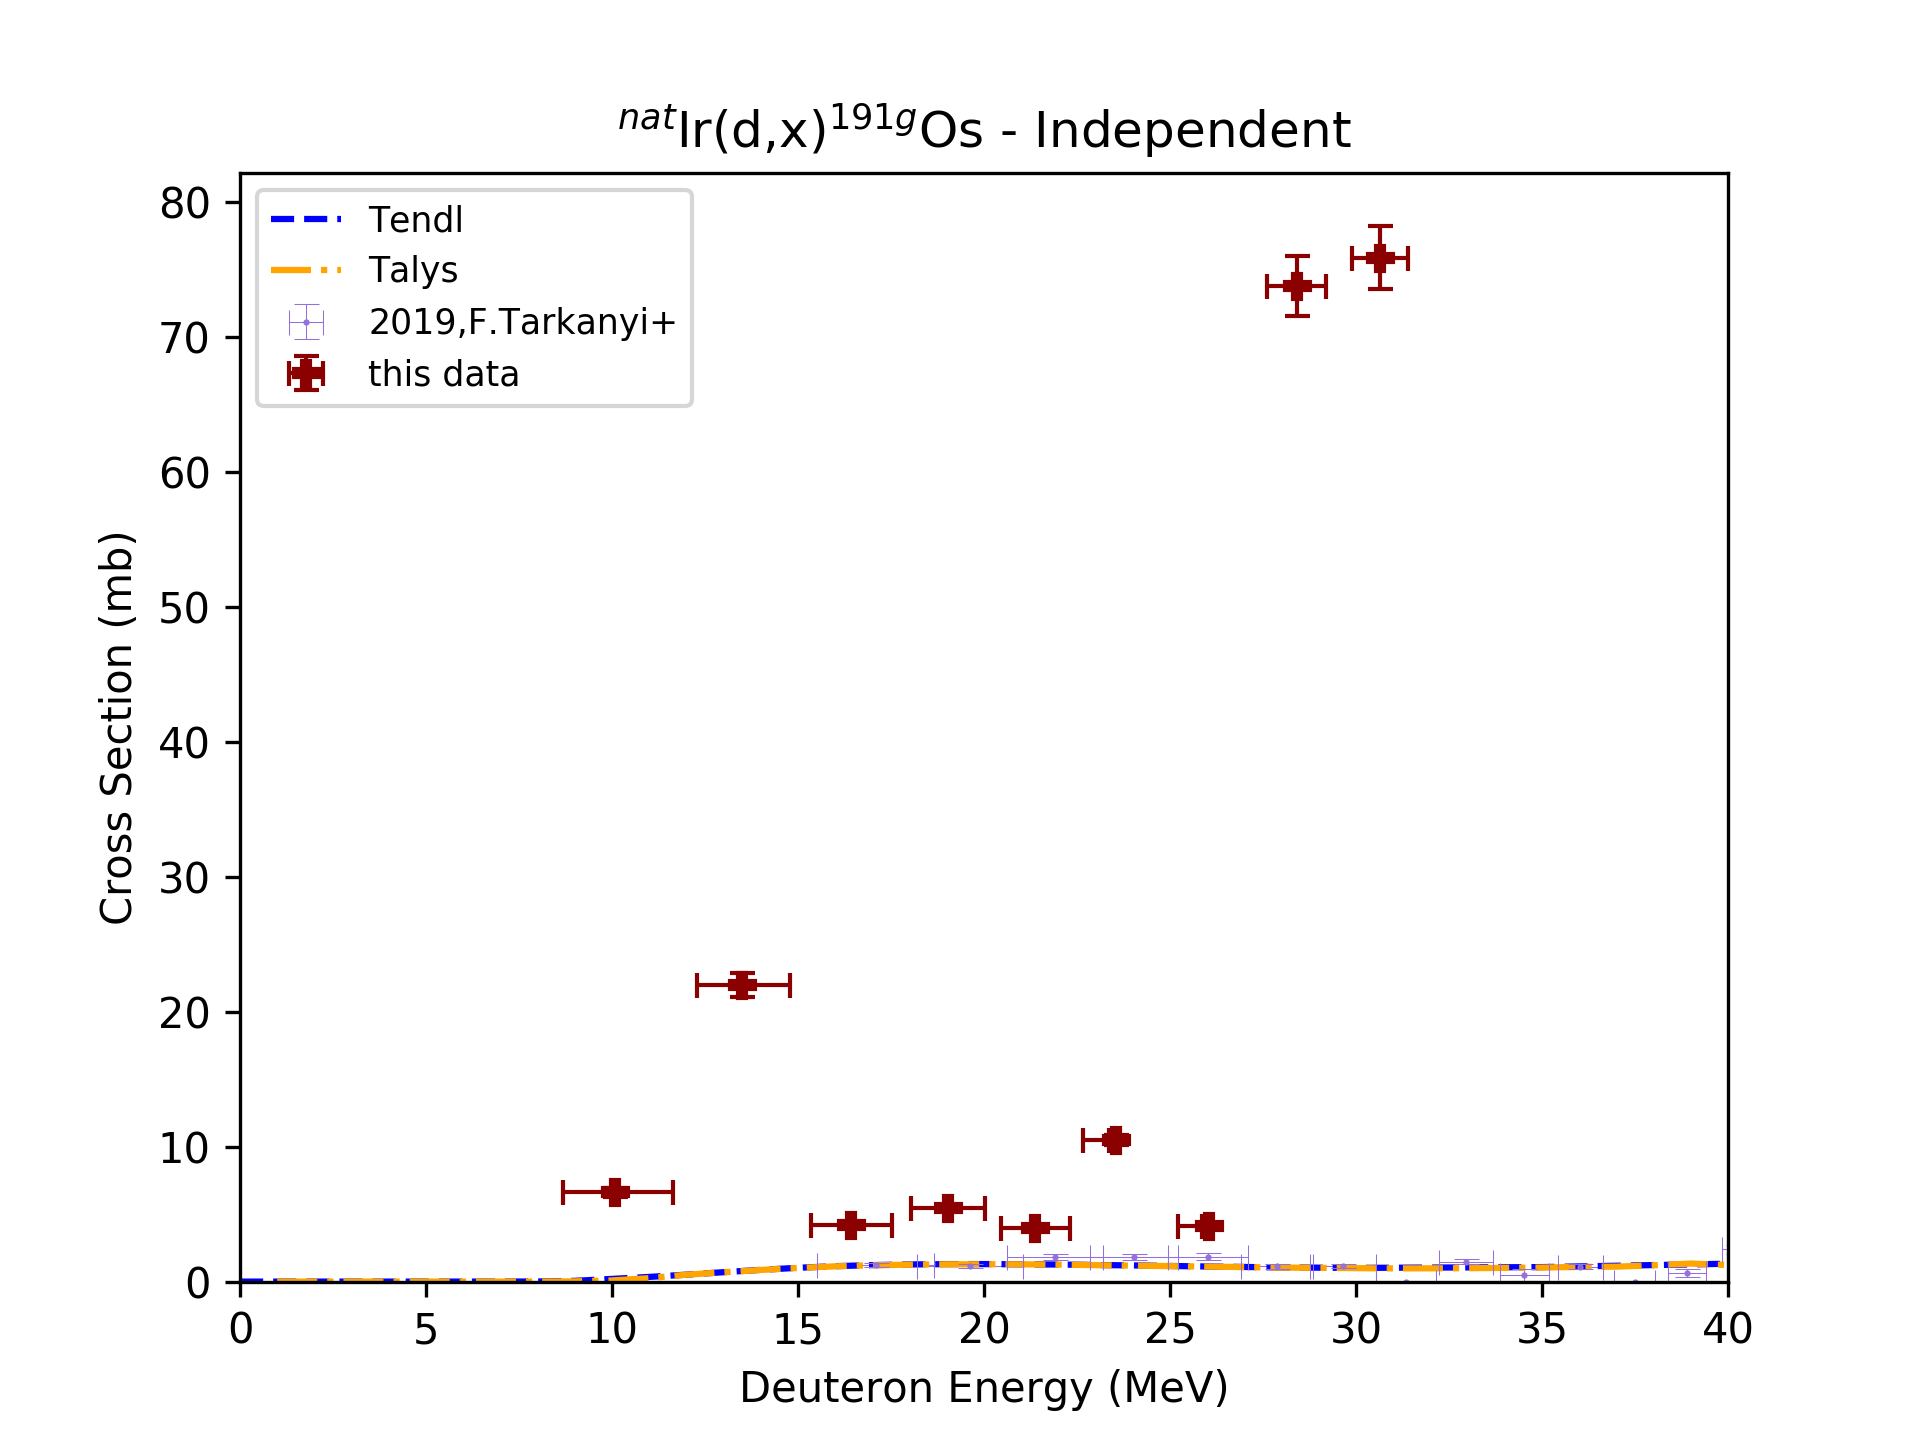 natIr(d,x)191gOs - Independent
Tendl
Talys
2019,F.Tarkanyi+
this data
Cross Section (mb)
80
70
60
50
40
30
20
10
0
0 5 10 15 20 25 30 35 40
Deuteron Energy (MeV)